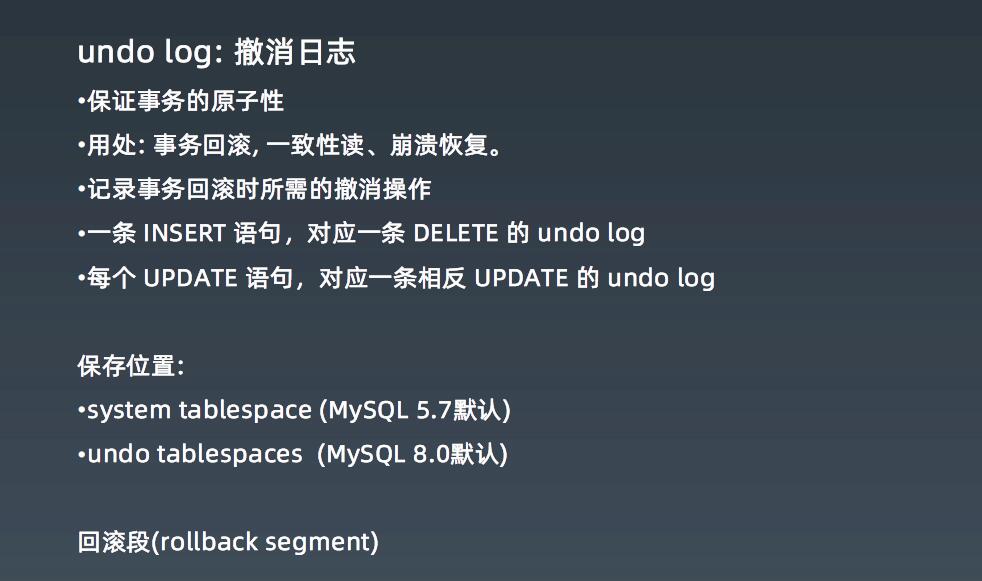 undo log: 撤消日志
•保证事务的原子性
•用处: 事务回滚, 一致性读、崩溃恢复。
•记录事务回滚时所需的撤消操作
•一条 INSERT 语句，对应一条 DELETE 的 undo log
•每个 UPDATE 语句，对应一条相反 UPDATE 的 undo log
保存位置：
•system tablespace (MySQL 5.7默认)
•undo tablespaces (MySQL 8.0默认)
回滚段(rollback segment)